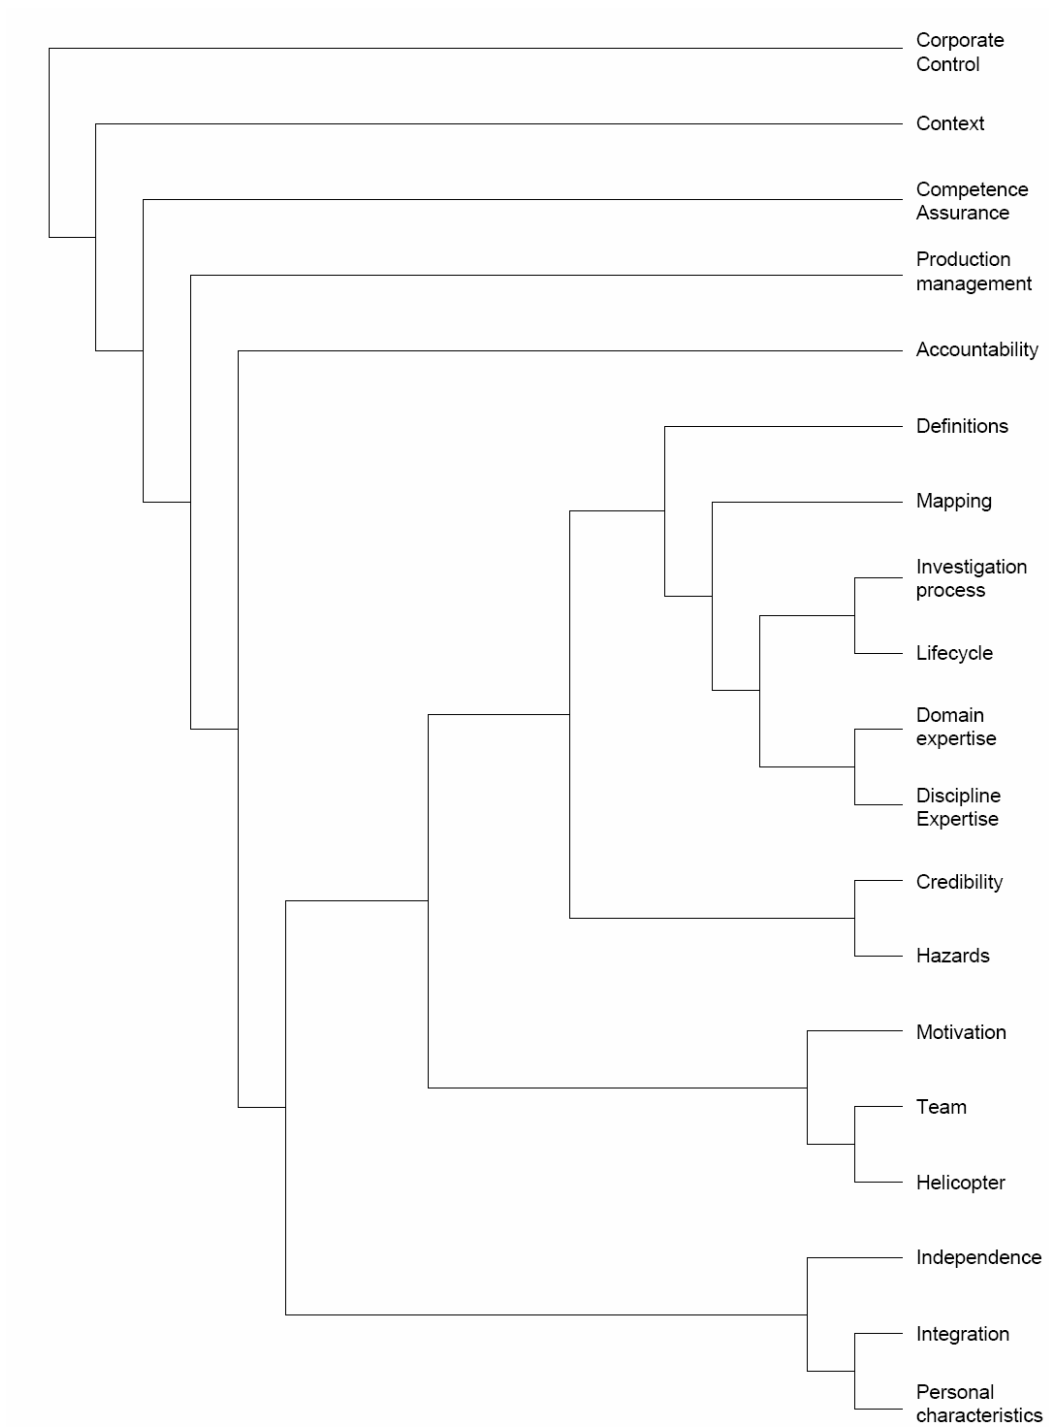 Corporate
Control
Context
Competence
Assurance
Production
management
Accountability
Definitions
Mapping
Investigation
process
Lifecycle
Domain
expertise
Discipline
Expertise
Credibility
Hazards
Motivation
Team
Helicopter
Independence
Integration
Personal
characteristics